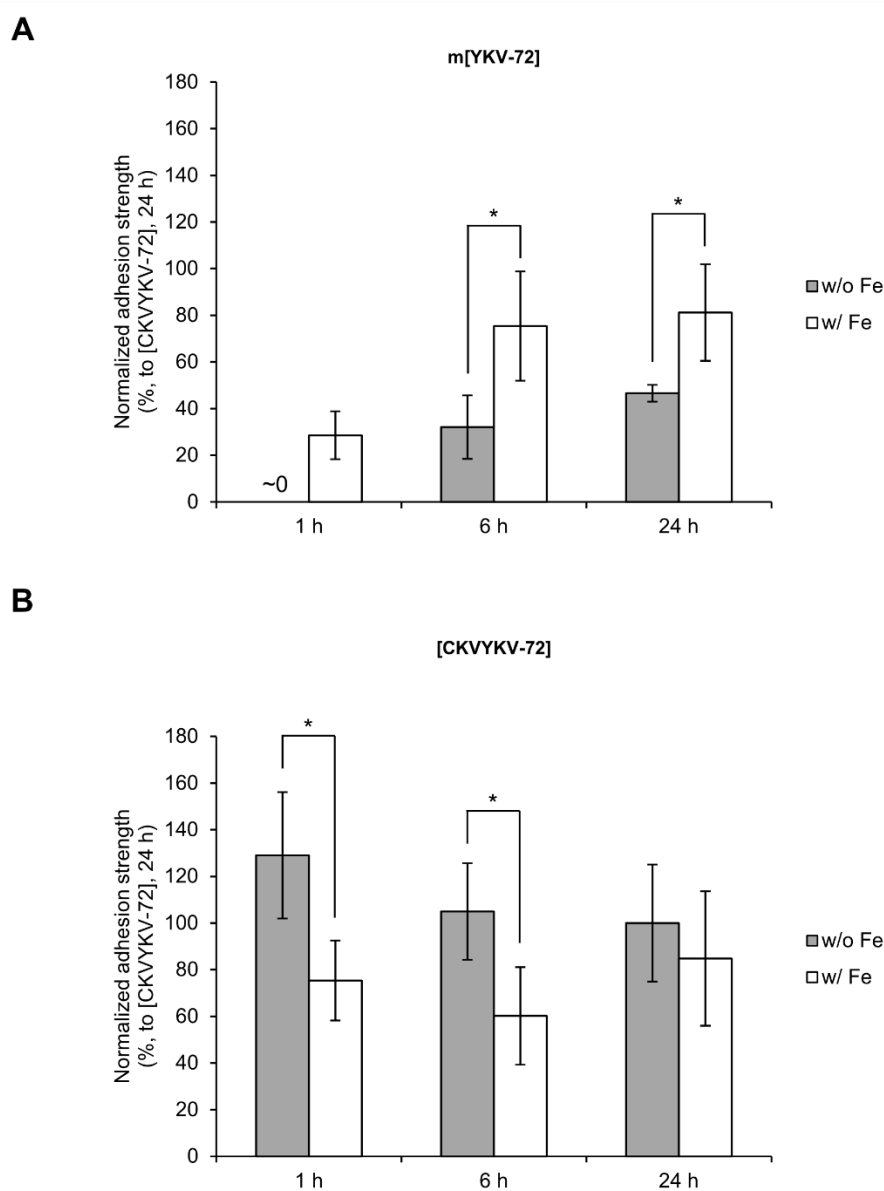 A
m[YKV-72]
Normalized adhesion strength
(%, to [CKVYKV-72], 24 h)
180
160
140
120
100
80
60
40
20
0
~0
*
*
1 h
6 h
24 h
w/o Fe
w/ Fe
B
[CKVYKV-72]
Normalized adhesion strength
(%, to [CKVYKV-72], 24 h)
180
160
140
120
100
80
60
40
20
0
*
*
1 h
6 h
24 h
w/o Fe
w/ Fe